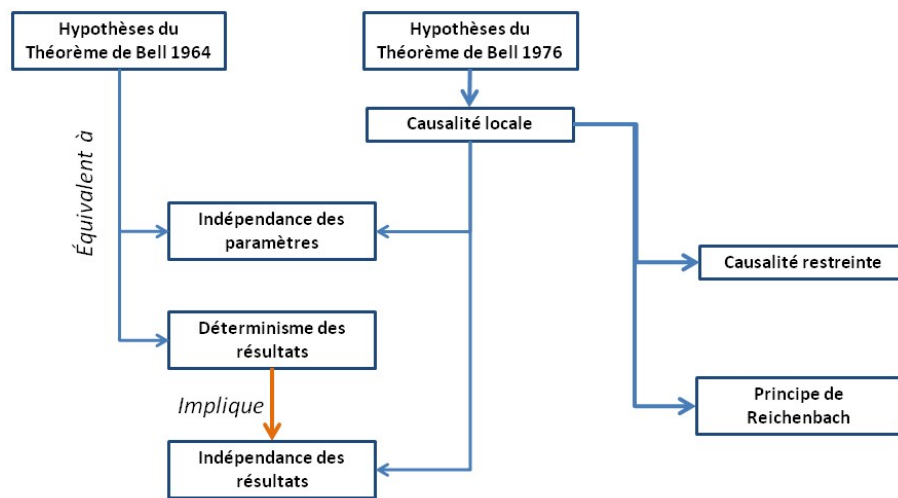 Hypothèses du
Théorème de Bell 1964
Hypothèses du
Théorème de Bell 1976
Causalité locale
Équivalent à
Indépendance des
paramètres
Causalité restreinte
Déterminisme des
résultats
Implique
Principe de
Reichenbach
Indépendance des
résultats